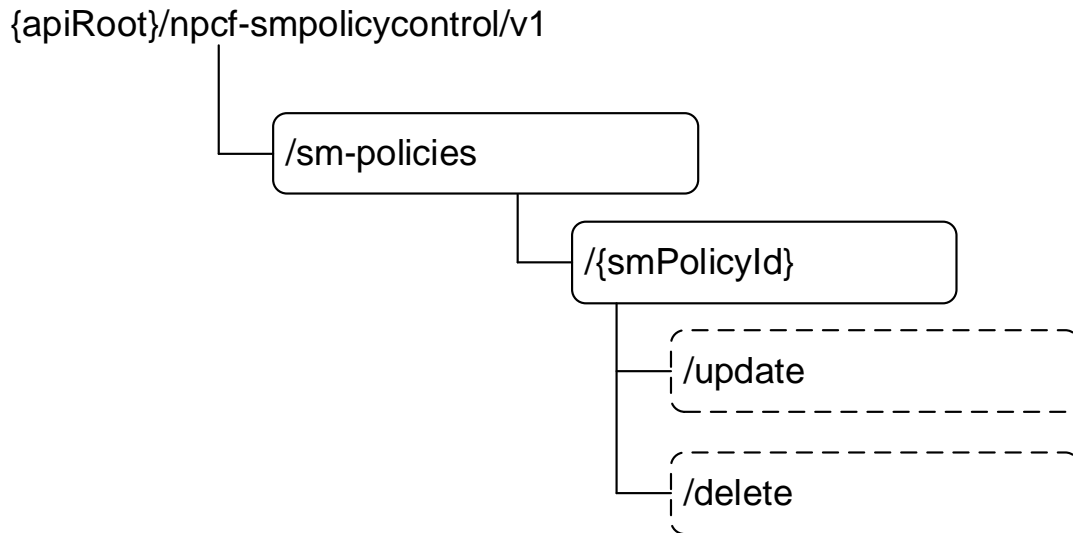 {apiRoot}/npcf-smpolicycontrol/v1
/sm-policies
/{smPolicyId}
/update
/delete